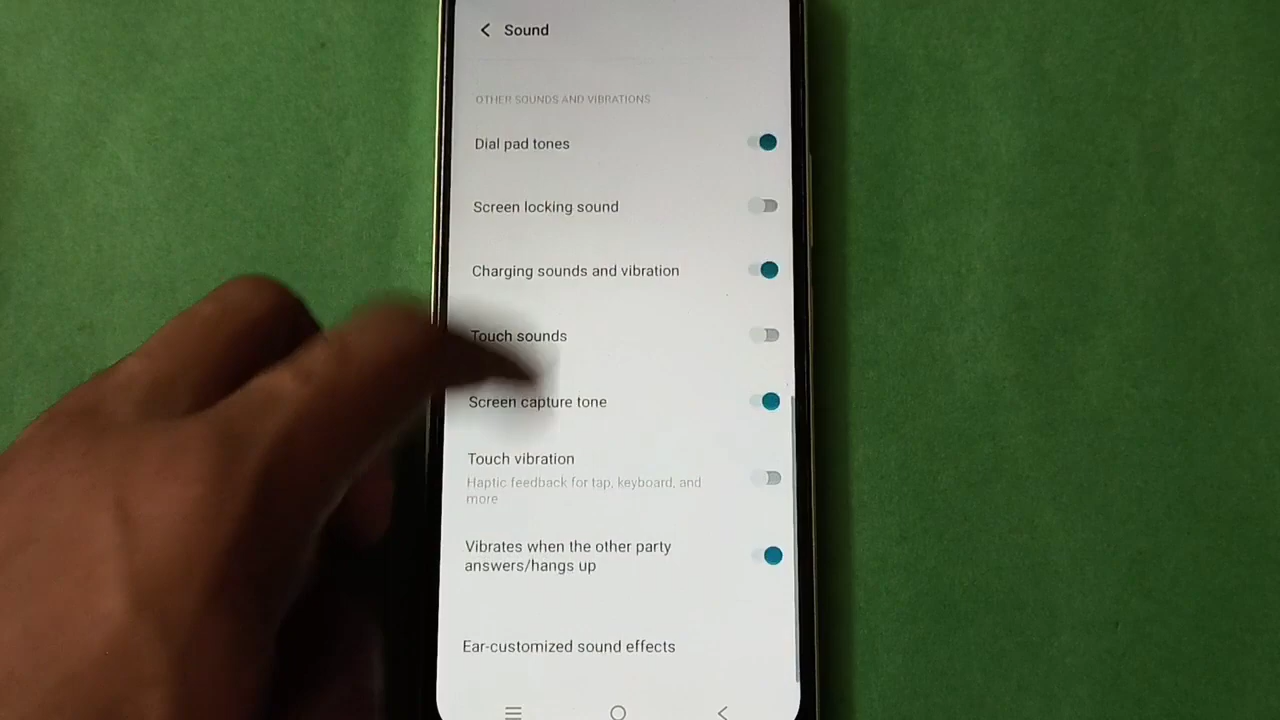 Sound
OTHER SOUNDS AND VIBRATIONS
Dial pad tones
Screen locking sound
Charging sounds and vibration
Touch sounds
Screen capture tone
Touch vibration
Haptic feedback for tap, keyboard, and
more
Vibrates when the other party
answers/hangs up
Ear-customized sound effects